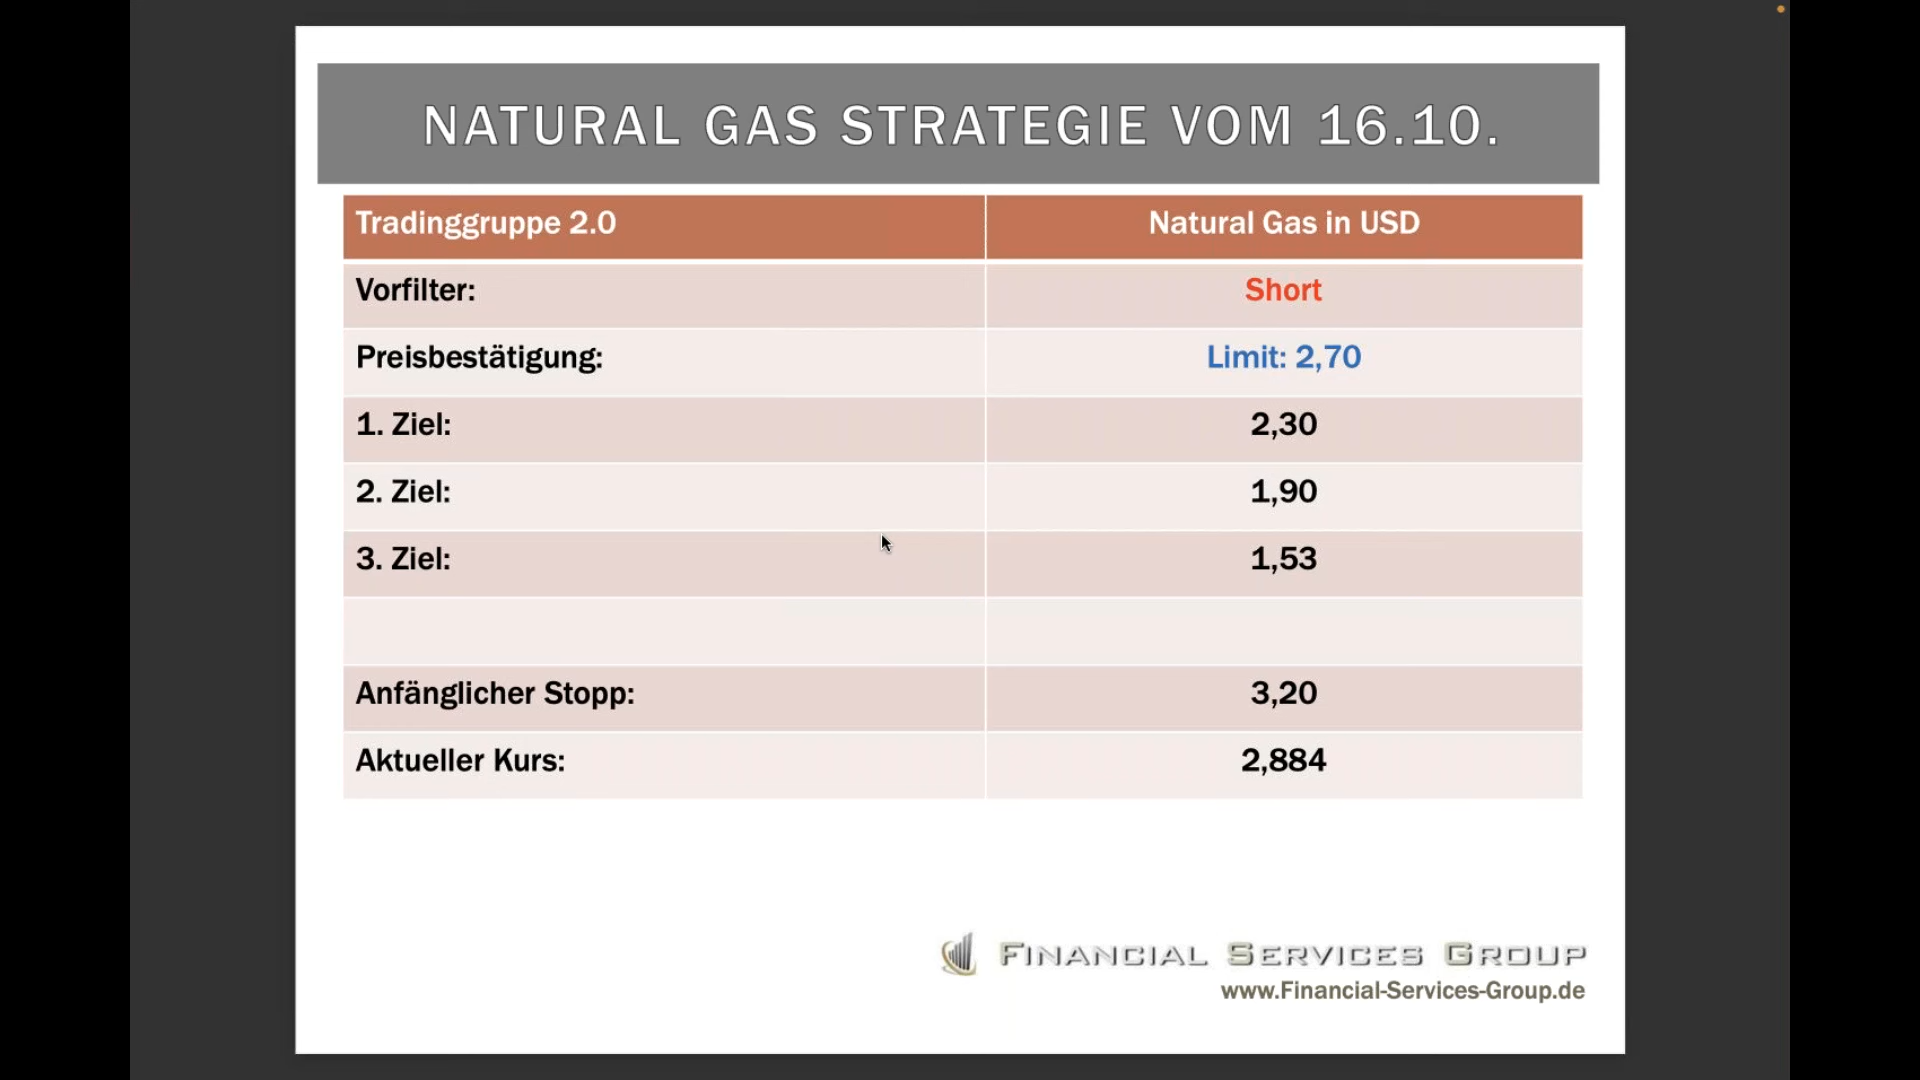 NATURAL GAS STRATEGIE VOM 16.10.
Tradinggruppe 2.0 Natural Gas in USD
Vorfilter: Short
Preisbestätigung: Limit: 2,70
1. Ziel: 2,30
2. Ziel: 1,90
3. Ziel: 1,53
Anfänglicher Stopp: 3,20
Aktueller Kurs: 2,884
FINANCIAL SERVICES GROUP
www.Financial-Services-Group.de